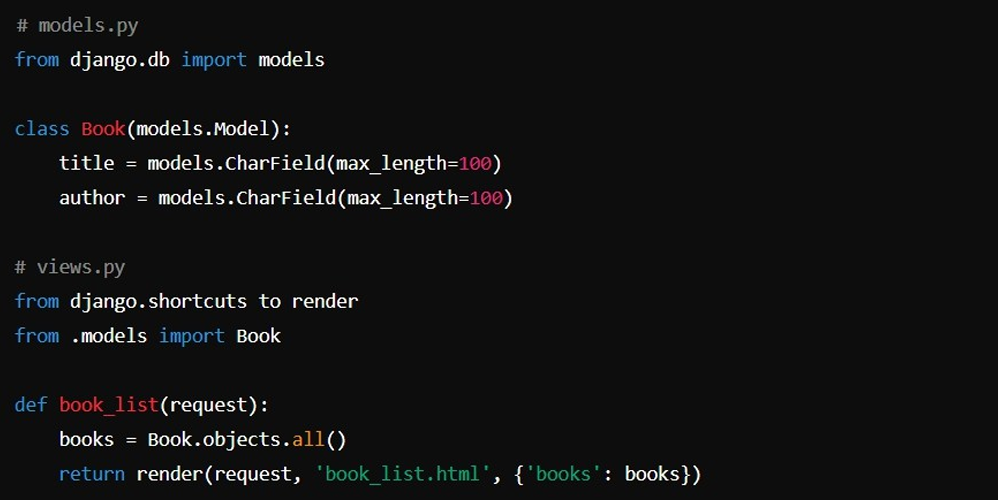 # models.py
from django.db import models
class Book(models.Model):
title = models.CharField(max_length=100)
author = models.CharField(max_length=100)
# views.py
from django.shortcuts to render
from .models import Book
def book_list(request):
books = Book.objects.all()
return render(request, 'book_list.html', {'books': books})